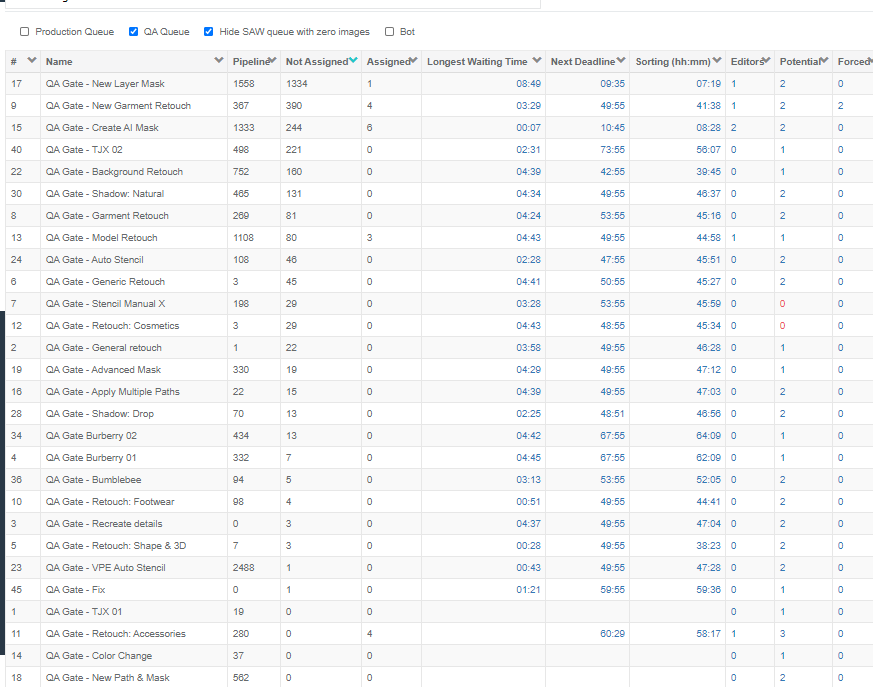 Production Queue QA Queue Hide SAW queue with zero images Bot
# Name Pipeline Not Assigned Assigned Longest Waiting Time Next Deadline Sorting (hh:mm) Editors Potential Forced
17 QA Gate - New Layer Mask 1558 1334 1 08:49 09:35 07:19 1 2 0
9 QA Gate - New Garment Retouch 367 390 4 03:29 49:55 41:38 1 2 2
15 QA Gate - Create AI Mask 1333 244 6 00:07 10:45 08:28 2 2 0
40 QA Gate - TJX 02 498 221 0 02:31 73:55 56:07 0 1 0
22 QA Gate - Background Retouch 752 160 0 04:39 42:55 39:45 0 1 0
30 QA Gate - Shadow: Natural 465 131 0 04:34 49:55 46:37 0 2 0
8 QA Gate - Garment Retouch 269 81 0 04:24 53:55 45:16 0 2 0
13 QA Gate - Model Retouch 1108 80 3 04:43 49:55 44:58 1 1 0
24 QA Gate - Auto Stencil 108 46 0 02:28 47:55 45:51 0 2 0
6 QA Gate - Generic Retouch 3 45 0 04:41 50:55 45:27 0 2 0
7 QA Gate - Stencil Manual X 198 29 0 03:28 53:55 45:59 0 0 0
12 QA Gate - Retouch: Cosmetics 3 29 0 04:43 48:55 45:34 0 0 0
2 QA Gate - General retouch 1 22 0 03:58 49:55 46:28 0 1 0
19 QA Gate - Advanced Mask 330 19 0 04:29 49:55 47:12 0 1 0
16 QA Gate - Apply Multiple Paths 22 15 0 04:39 49:55 47:03 0 2 0
28 QA Gate - Shadow: Drop 70 13 0 02:25 48:51 46:56 0 2 0
34 QA Gate Burberry 02 434 13 0 04:42 67:55 64:09 0 1 0
4 QA Gate Burberry 01 332 7 0 04:45 67:55 62:09 0 1 0
36 QA Gate - Bumblebee 94 5 0 03:13 53:55 52:05 0 2 0
10 QA Gate - Retouch: Footwear 98 4 0 00:51 49:55 44:41 0 2 0
3 QA Gate - Recreate details 0 3 0 04:37 49:55 47:04 0 2 0
5 QA Gate - Retouch: Shape & 3D 7 3 0 00:28 49:55 38:23 0 2 0
23 QA Gate - VPE Auto Stencil 2488 1 0 00:43 49:55 47:28 0 2 0
45 QA Gate - Fix 0 1 0 01:21 59:55 59:36 0 1 0
1 QA Gate - TJX 01 19 0 0 0 1 0
11 QA Gate - Retouch: Accessories 280 0 4 60:29 58:17 1 3 0
14 QA Gate - Color Change 37 0 0 0 1 0
18 QA Gate - New Path & Mask 562 0 0 0 2 0